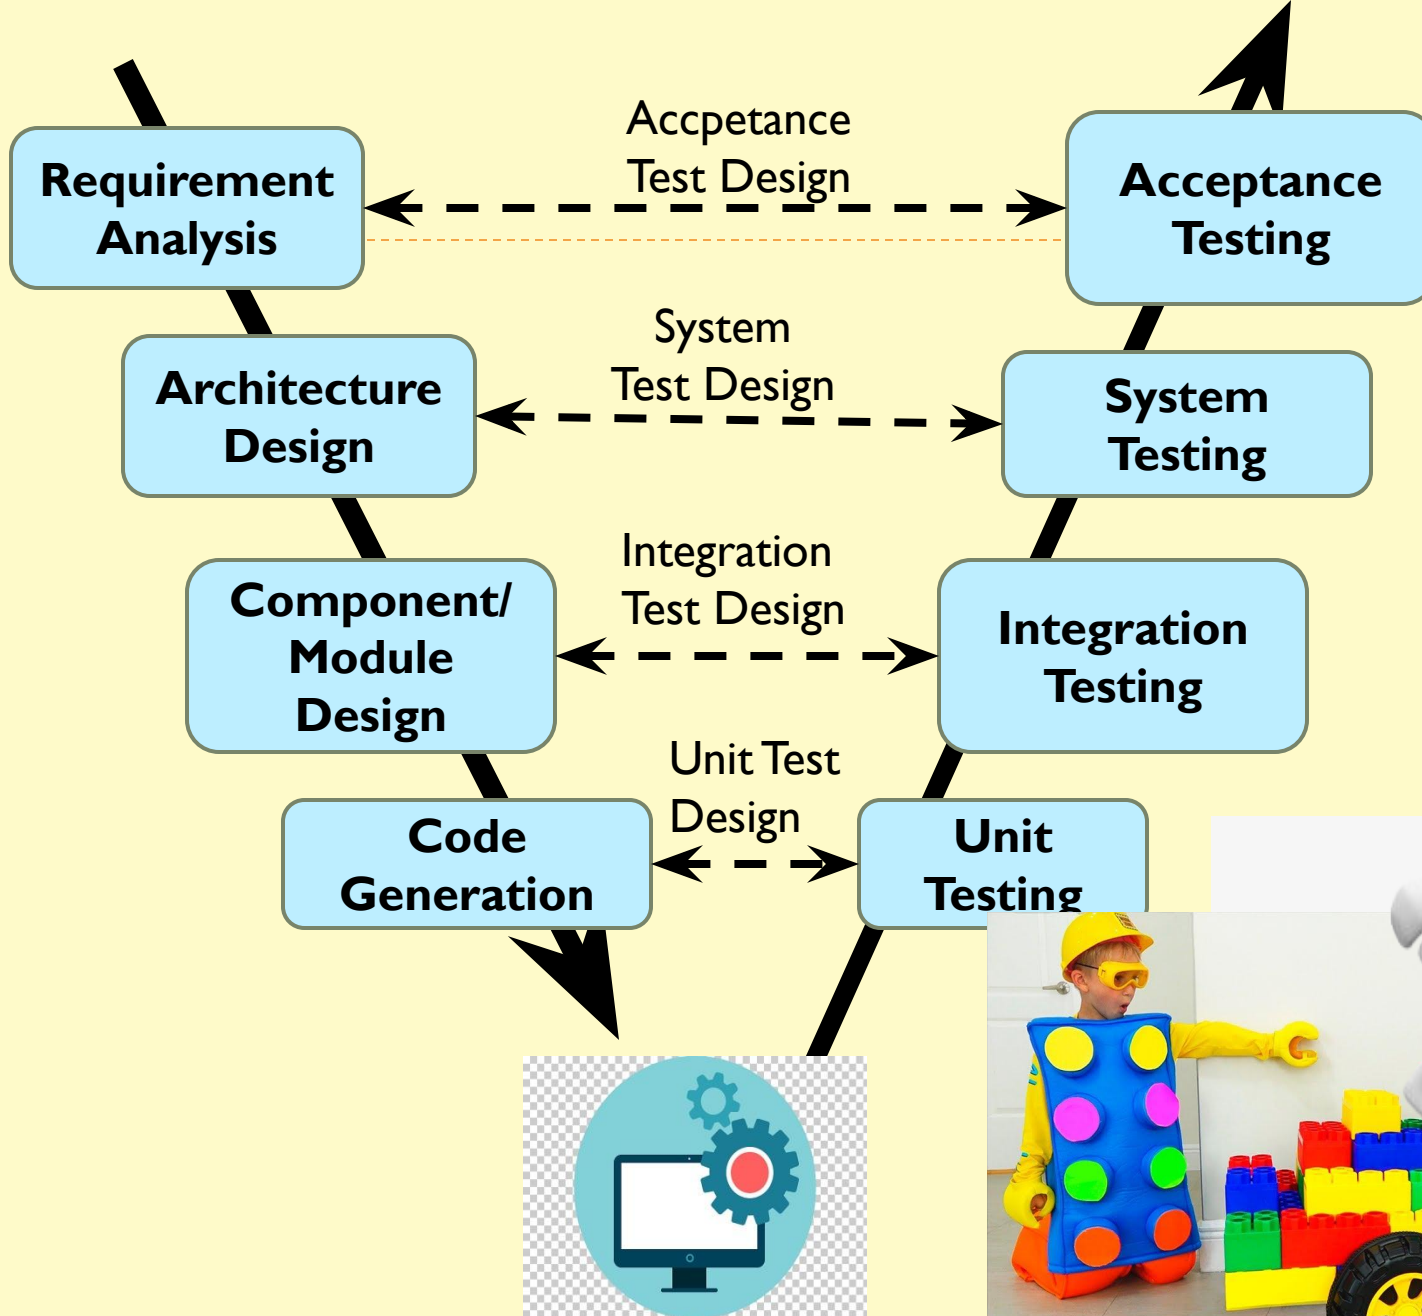 Accpetance
Test Design
Requirement
Analysis
Acceptance
Testing
System
Test Design
Architecture
Design
System
Testing
Integration
Test Design
Component/
Module
Design
Integration
Testing
Unit Test
Design
Code
Generation
Unit
Testing